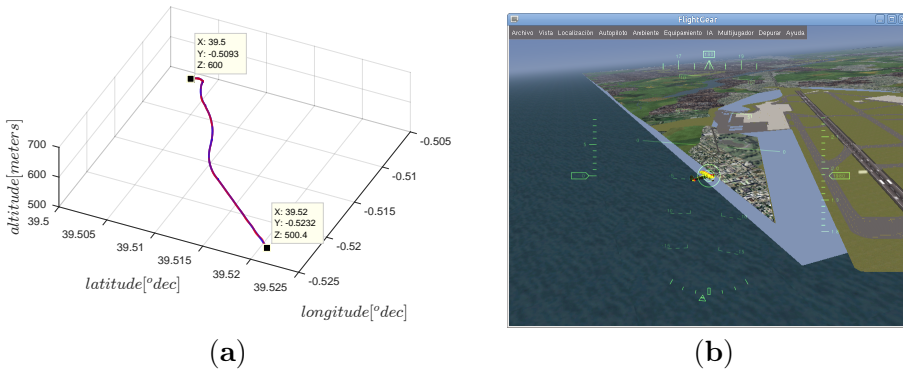 X: 39.5
Y: -0.5093
Z: 600
700
600
500
altitude[meters]
39.5
39.505
39.51
39.515
39.52
39.525
latitude[°dec]
X: 39.52
Y: -0.5232
Z: 500.4
-0.505
-0.51
-0.515
-0.52
-0.525
longitude[°dec]
(a)
FlightGear
Archivo Vista Localización Autopiloto Ambiente Equipamiento IA Multijugador Depurar Ayuda
(b)